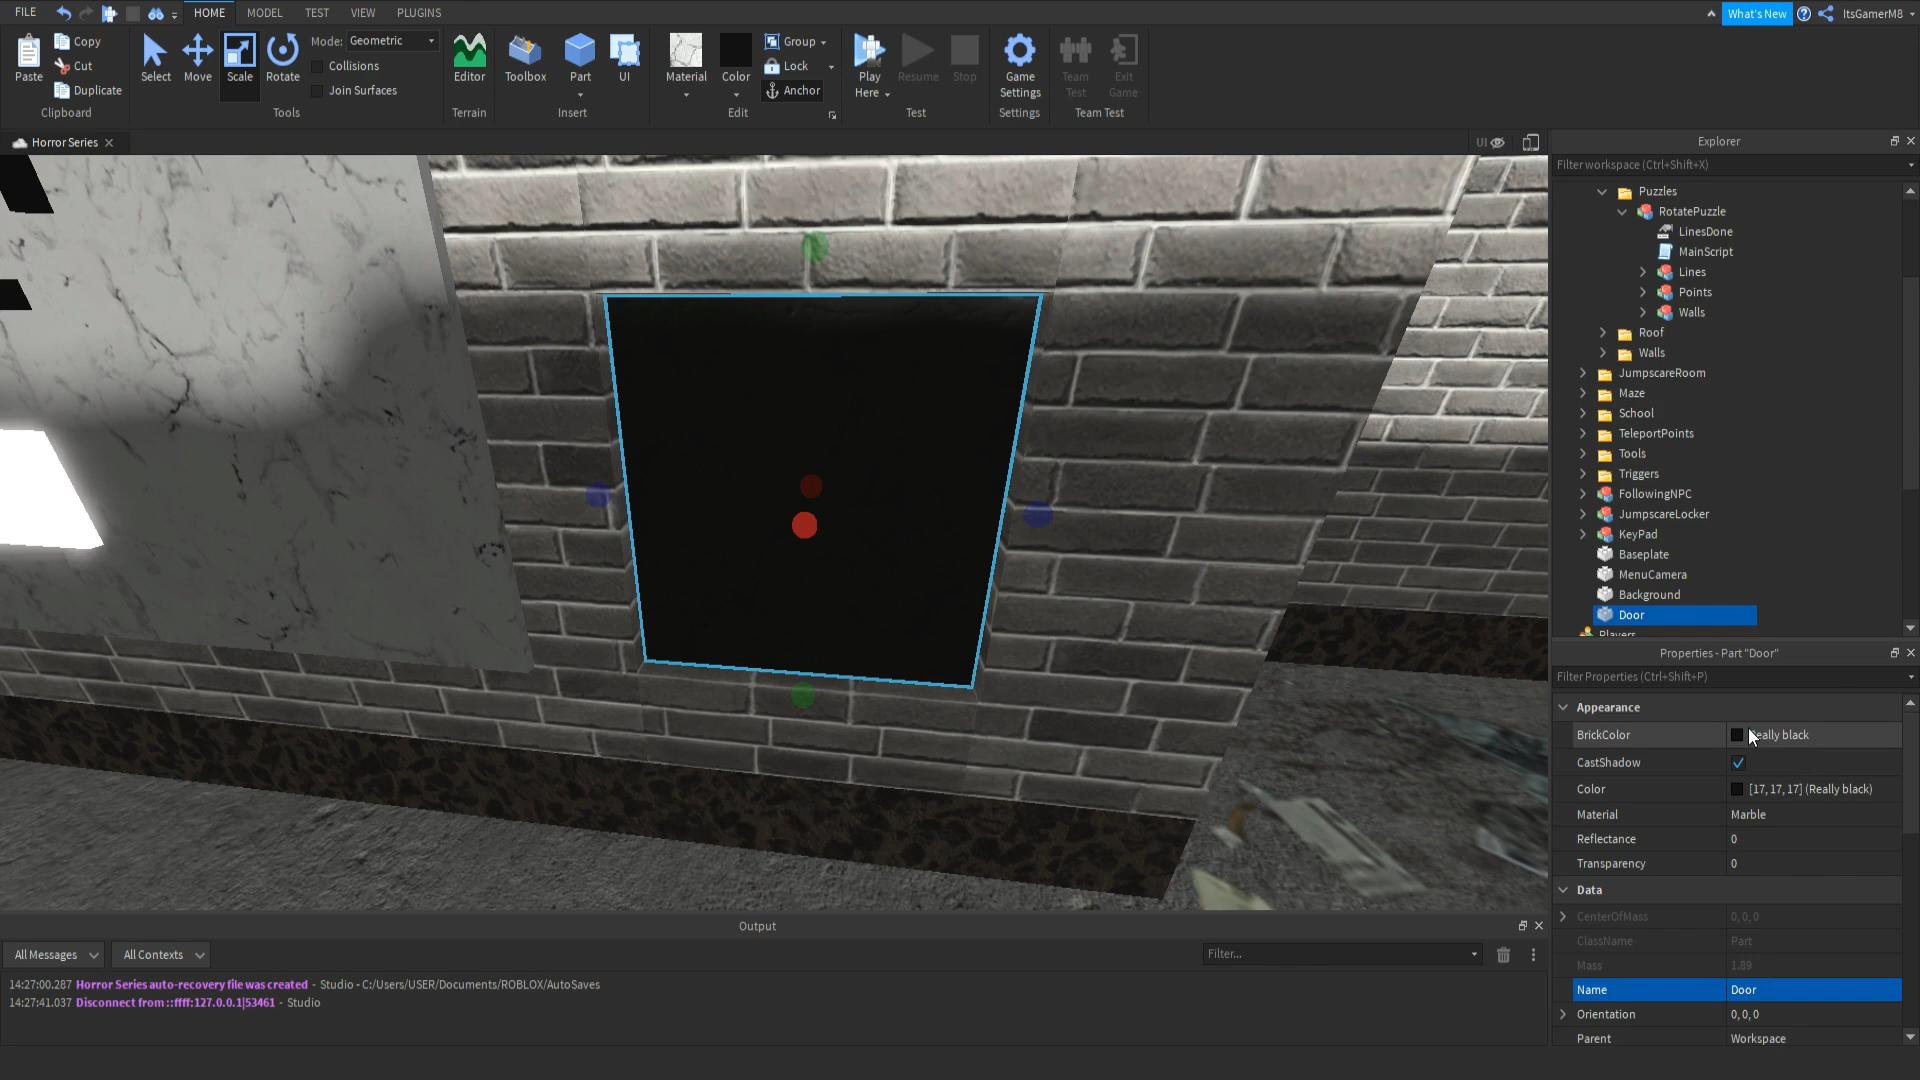 FILE
HOME
MODEL
TEST
VIEW
PLUGINS
What's New
ItsGamerM8
Paste
Copy
Cut
Duplicate
Clipboard
Select
Move
Scale
Rotate
Mode: Geometric
Collisions
Join Surfaces
Tools
Editor
Terrain
Toolbox
Part
UI
Insert
Material
Color
Group
Lock
Anchor
Edit
Play
Here
Resume
Stop
Test
Game
Settings
Settings
Team
Test
Exit
Game
Team Test
Horror Series
UI
Explorer
Filter workspace (Ctrl+Shift+X)
Puzzles
RotatePuzzle
LinesDone
MainScript
Lines
Points
Walls
Roof
Walls
JumpscareRoom
Maze
School
TeleportPoints
Tools
Triggers
FollowingNPC
JumpscareLocker
KeyPad
Baseplate
MenuCamera
Background
Door
Players
Properties - Part "Door"
Filter Properties (Ctrl+Shift+P)
Appearance
BrickColor Really black
CastShadow
Color [17, 17, 17] (Really black)
Material Marble
Reflectance 0
Transparency 0
Data
CenterOfMass 0, 0, 0
ClassName Part
Mass 1.89
Name Door
Orientation 0, 0, 0
Parent Workspace
Output
All Messages
All Contexts
Filter...
14:27:00.287 Horror Series auto-recovery file was created - Studio - C:/Users/USER/Documents/ROBLOX/AutoSaves
14:27:41.037 Disconnect from ::ffff:127.0.0.1|53461 - Studio